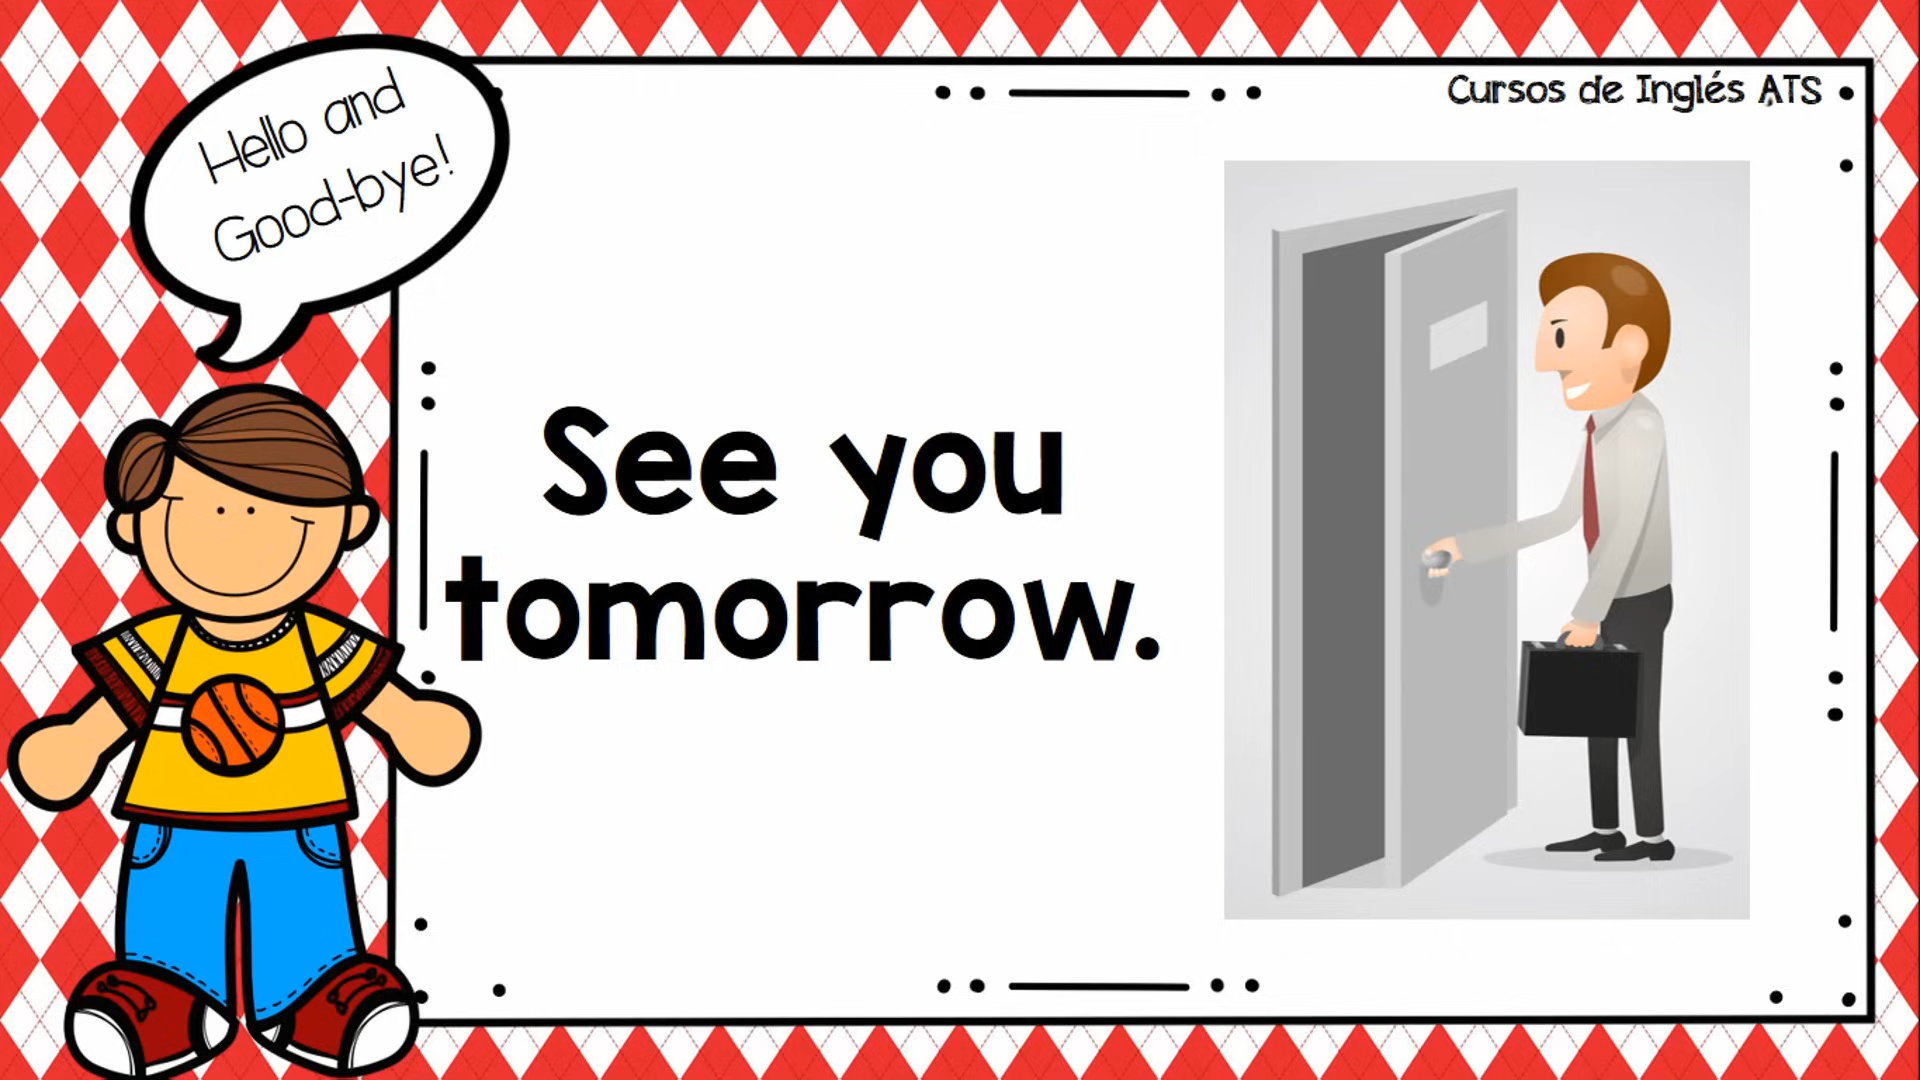 Hello and
Good-bye!
Cursos de Inglés ATS
See you
tomorrow.